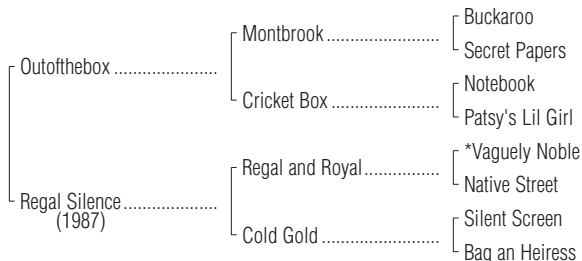 Buckaroo
Montbrook
Secret Papers
Outofthebox
Notebook
Cricket Box
Patsy's Lil Girl
*Vaguely Noble
Regal and Royal
Native Street
Regal Silence
(1987)
Silent Screen
Cold Gold
Bag an Heiress